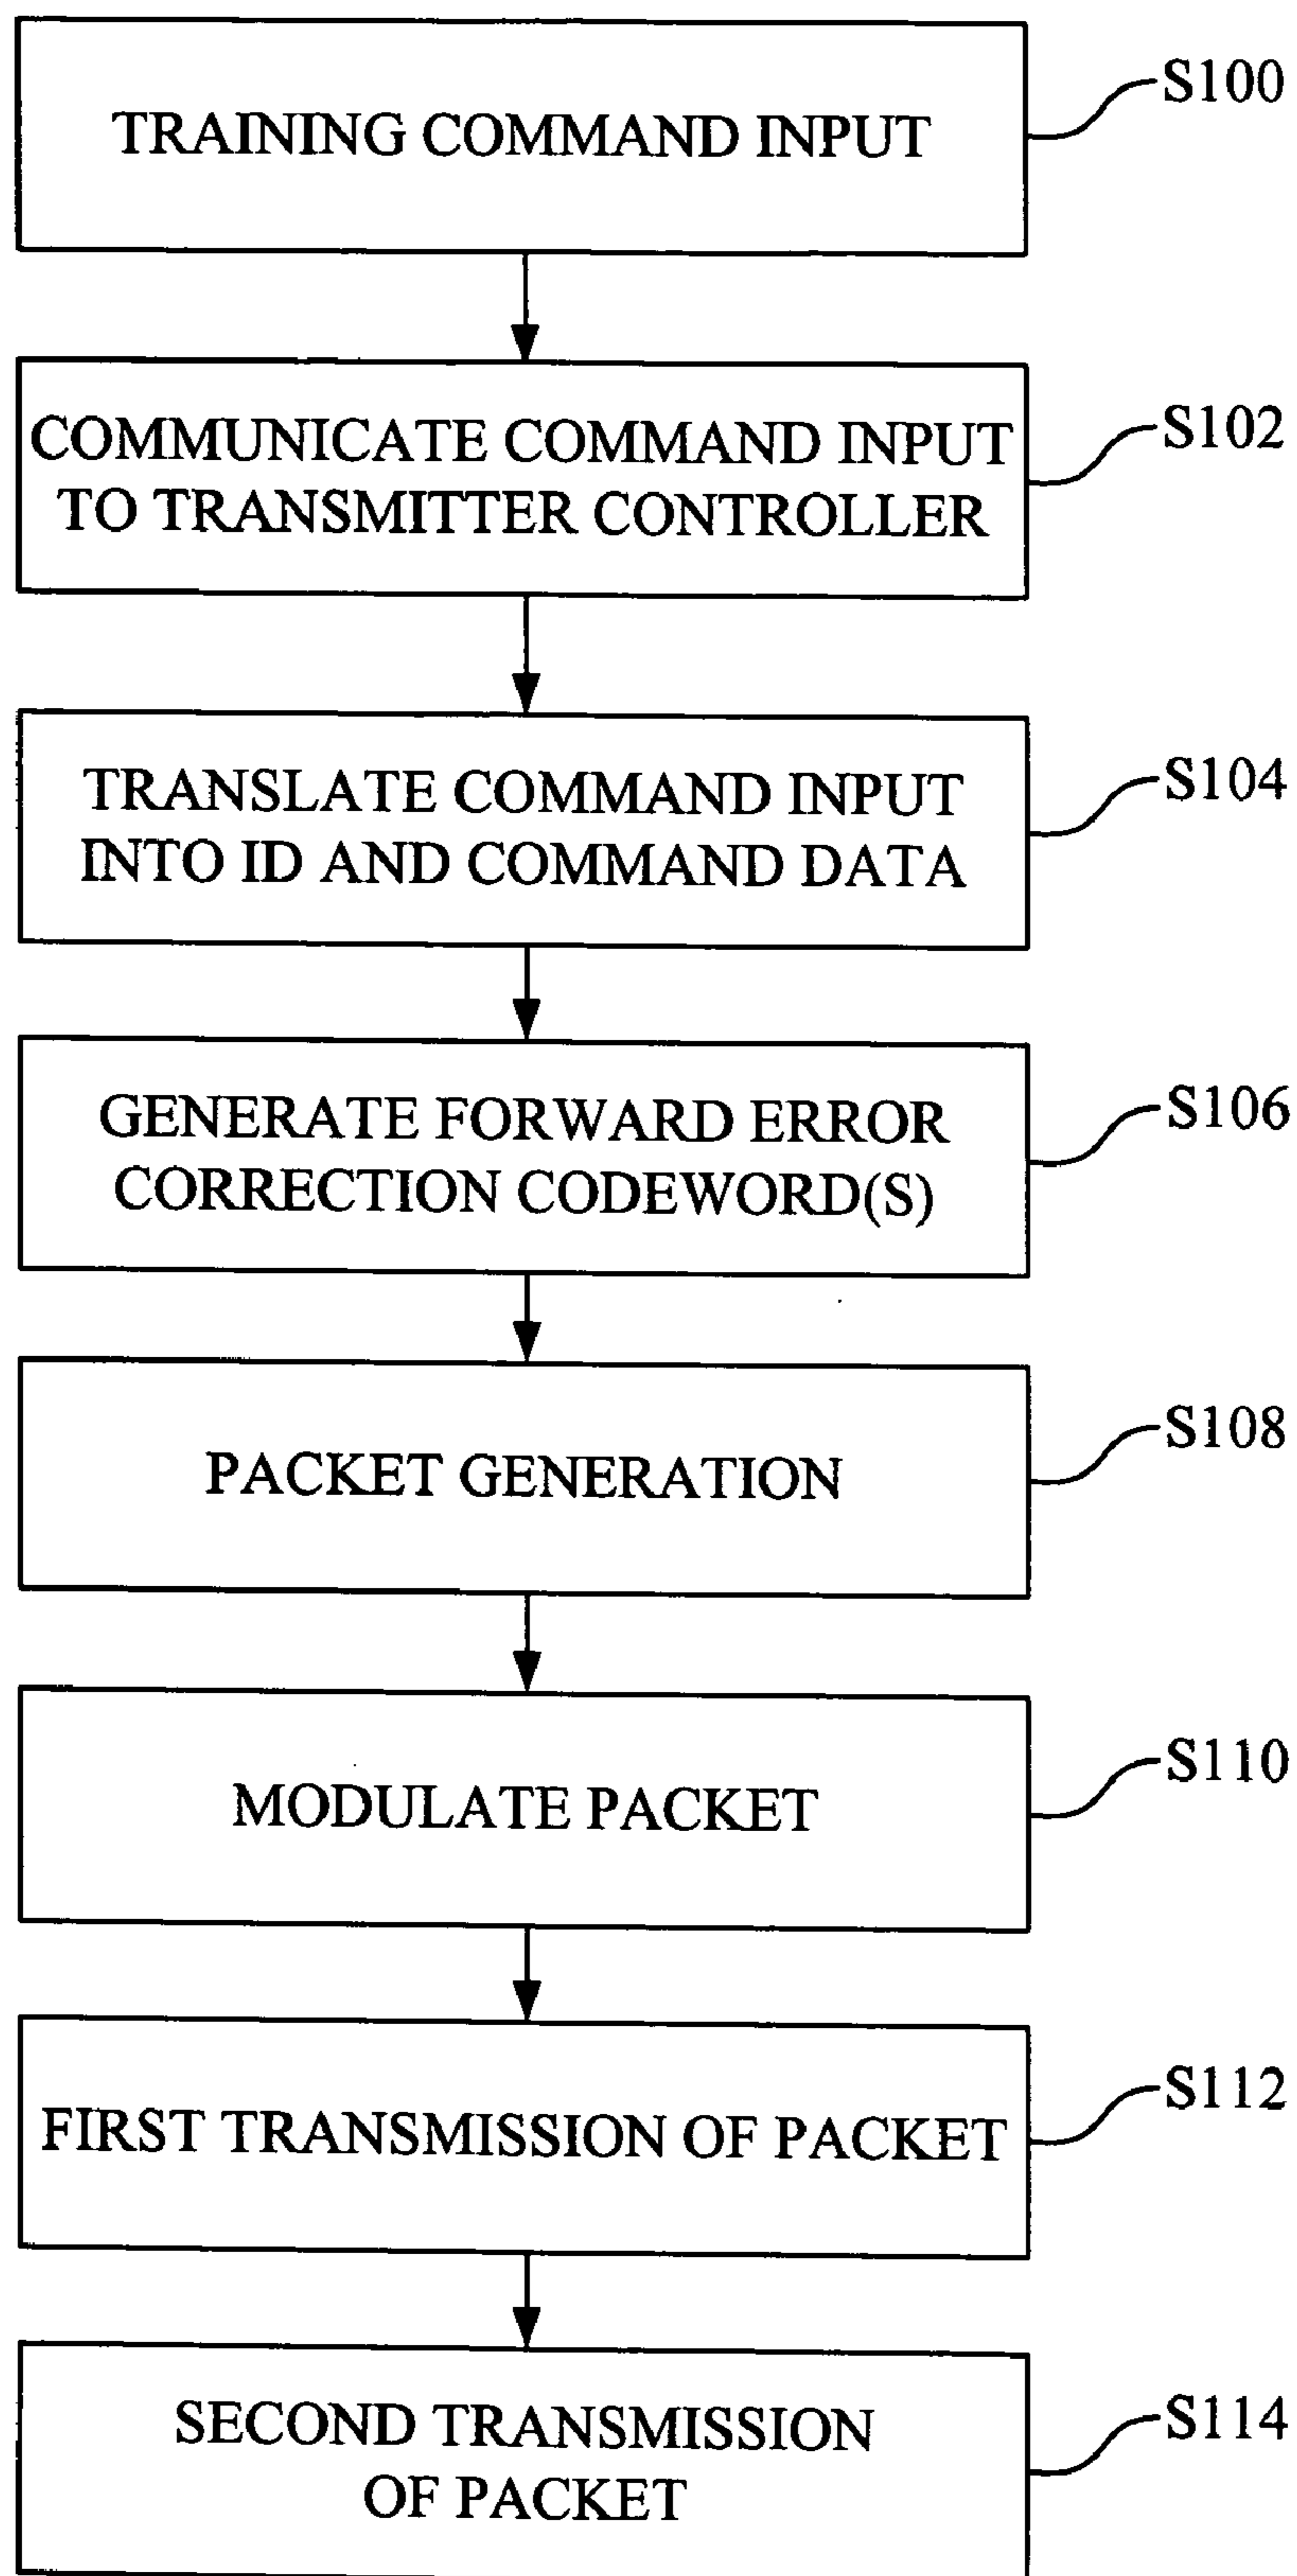 TRAINING COMMAND INPUT
S100
COMMUNICATE COMMAND INPUT
TO TRANSMITTER CONTROLLER
S102
TRANSLATE COMMAND INPUT
INTO ID AND COMMAND DATA
S104
GENERATE FORWARD ERROR
CORRECTION CODEWORD(S)
S106
PACKET GENERATION
S108
MODULATE PACKET
S110
FIRST TRANSMISSION OF PACKET
S112
SECOND TRANSMISSION
OF PACKET
S114